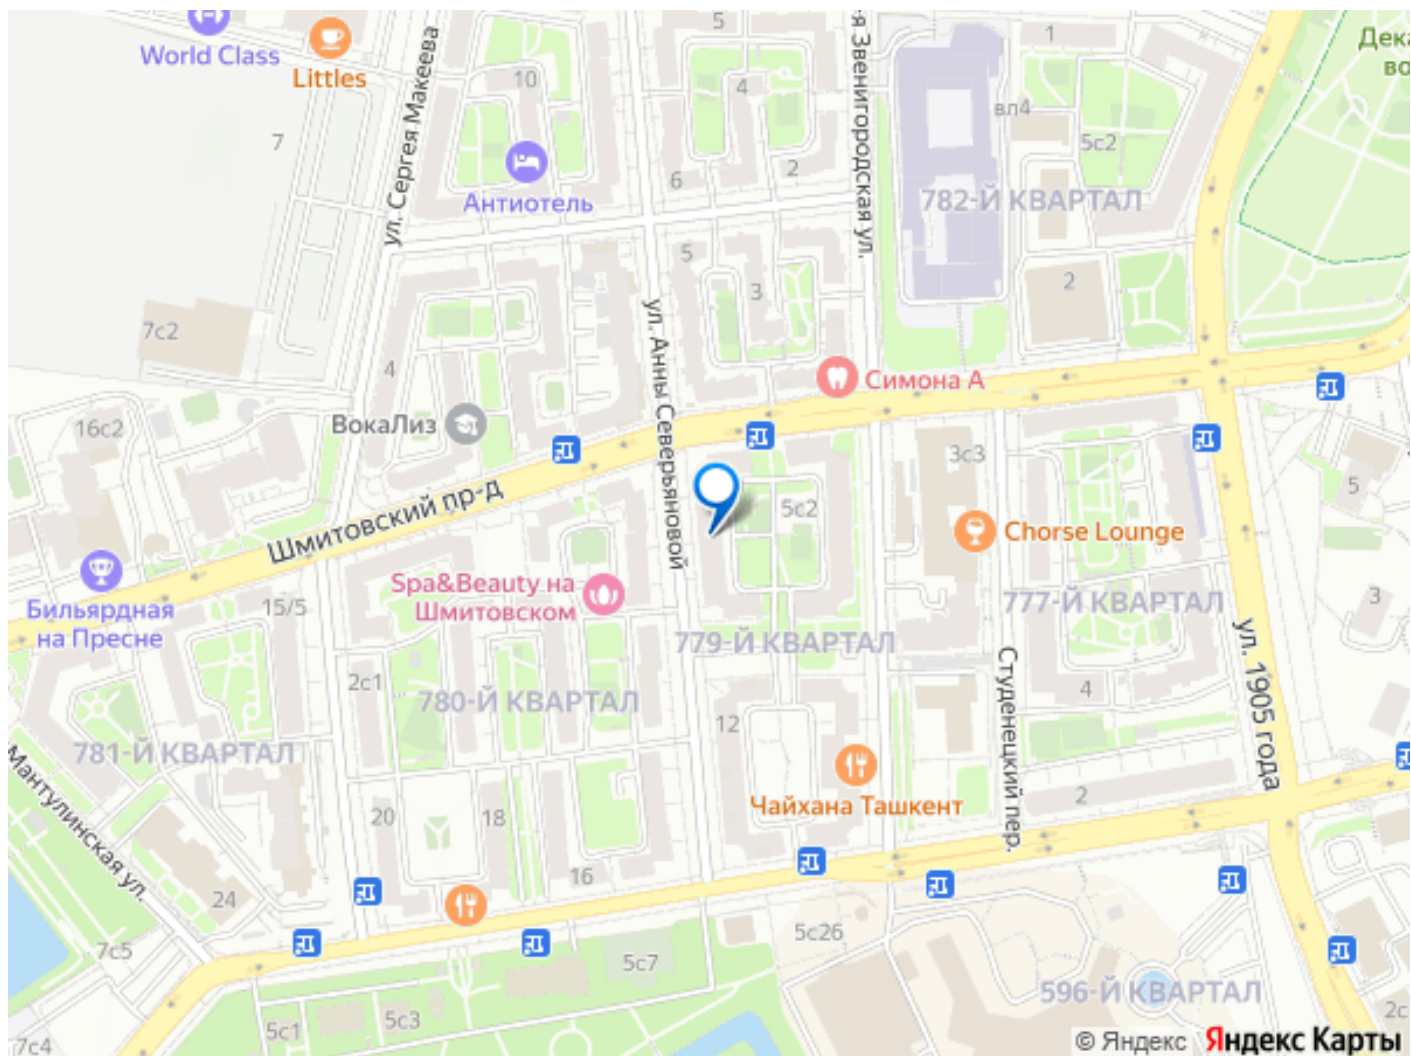 World Class
Littles
ул. Сергея Макеева
5
10
4
7
Антиотель
6
2
-я Звенигородская ул.
1
вл4
5с2
782-Й КВАРТАЛ
Дека
во
5
3
2
7с2
4
ул. Анны Северьяновой
Симона А
ВокаЛиз
16с2
Шмитовский пр-д
3с3
5с2
5
Chorse Lounge
Бильярдная
на Пресне
15/5
Spa&Beauty на
Шмитовском
779-Й КВАРТАЛ
777-Й КВАРТАЛ
3
ул. 1905 года
2с1
780-Й КВАРТАЛ
781-Й КВАРТАЛ
4
Студенецкий пер.
12
Мантулинская ул.
20
18
Чайхана Ташкент
2
16
24
7с5
5с26
5с7
596-Й КВАРТАЛ
5с1
5с3
7с4
2с
© Яндекс Яндекс Карты